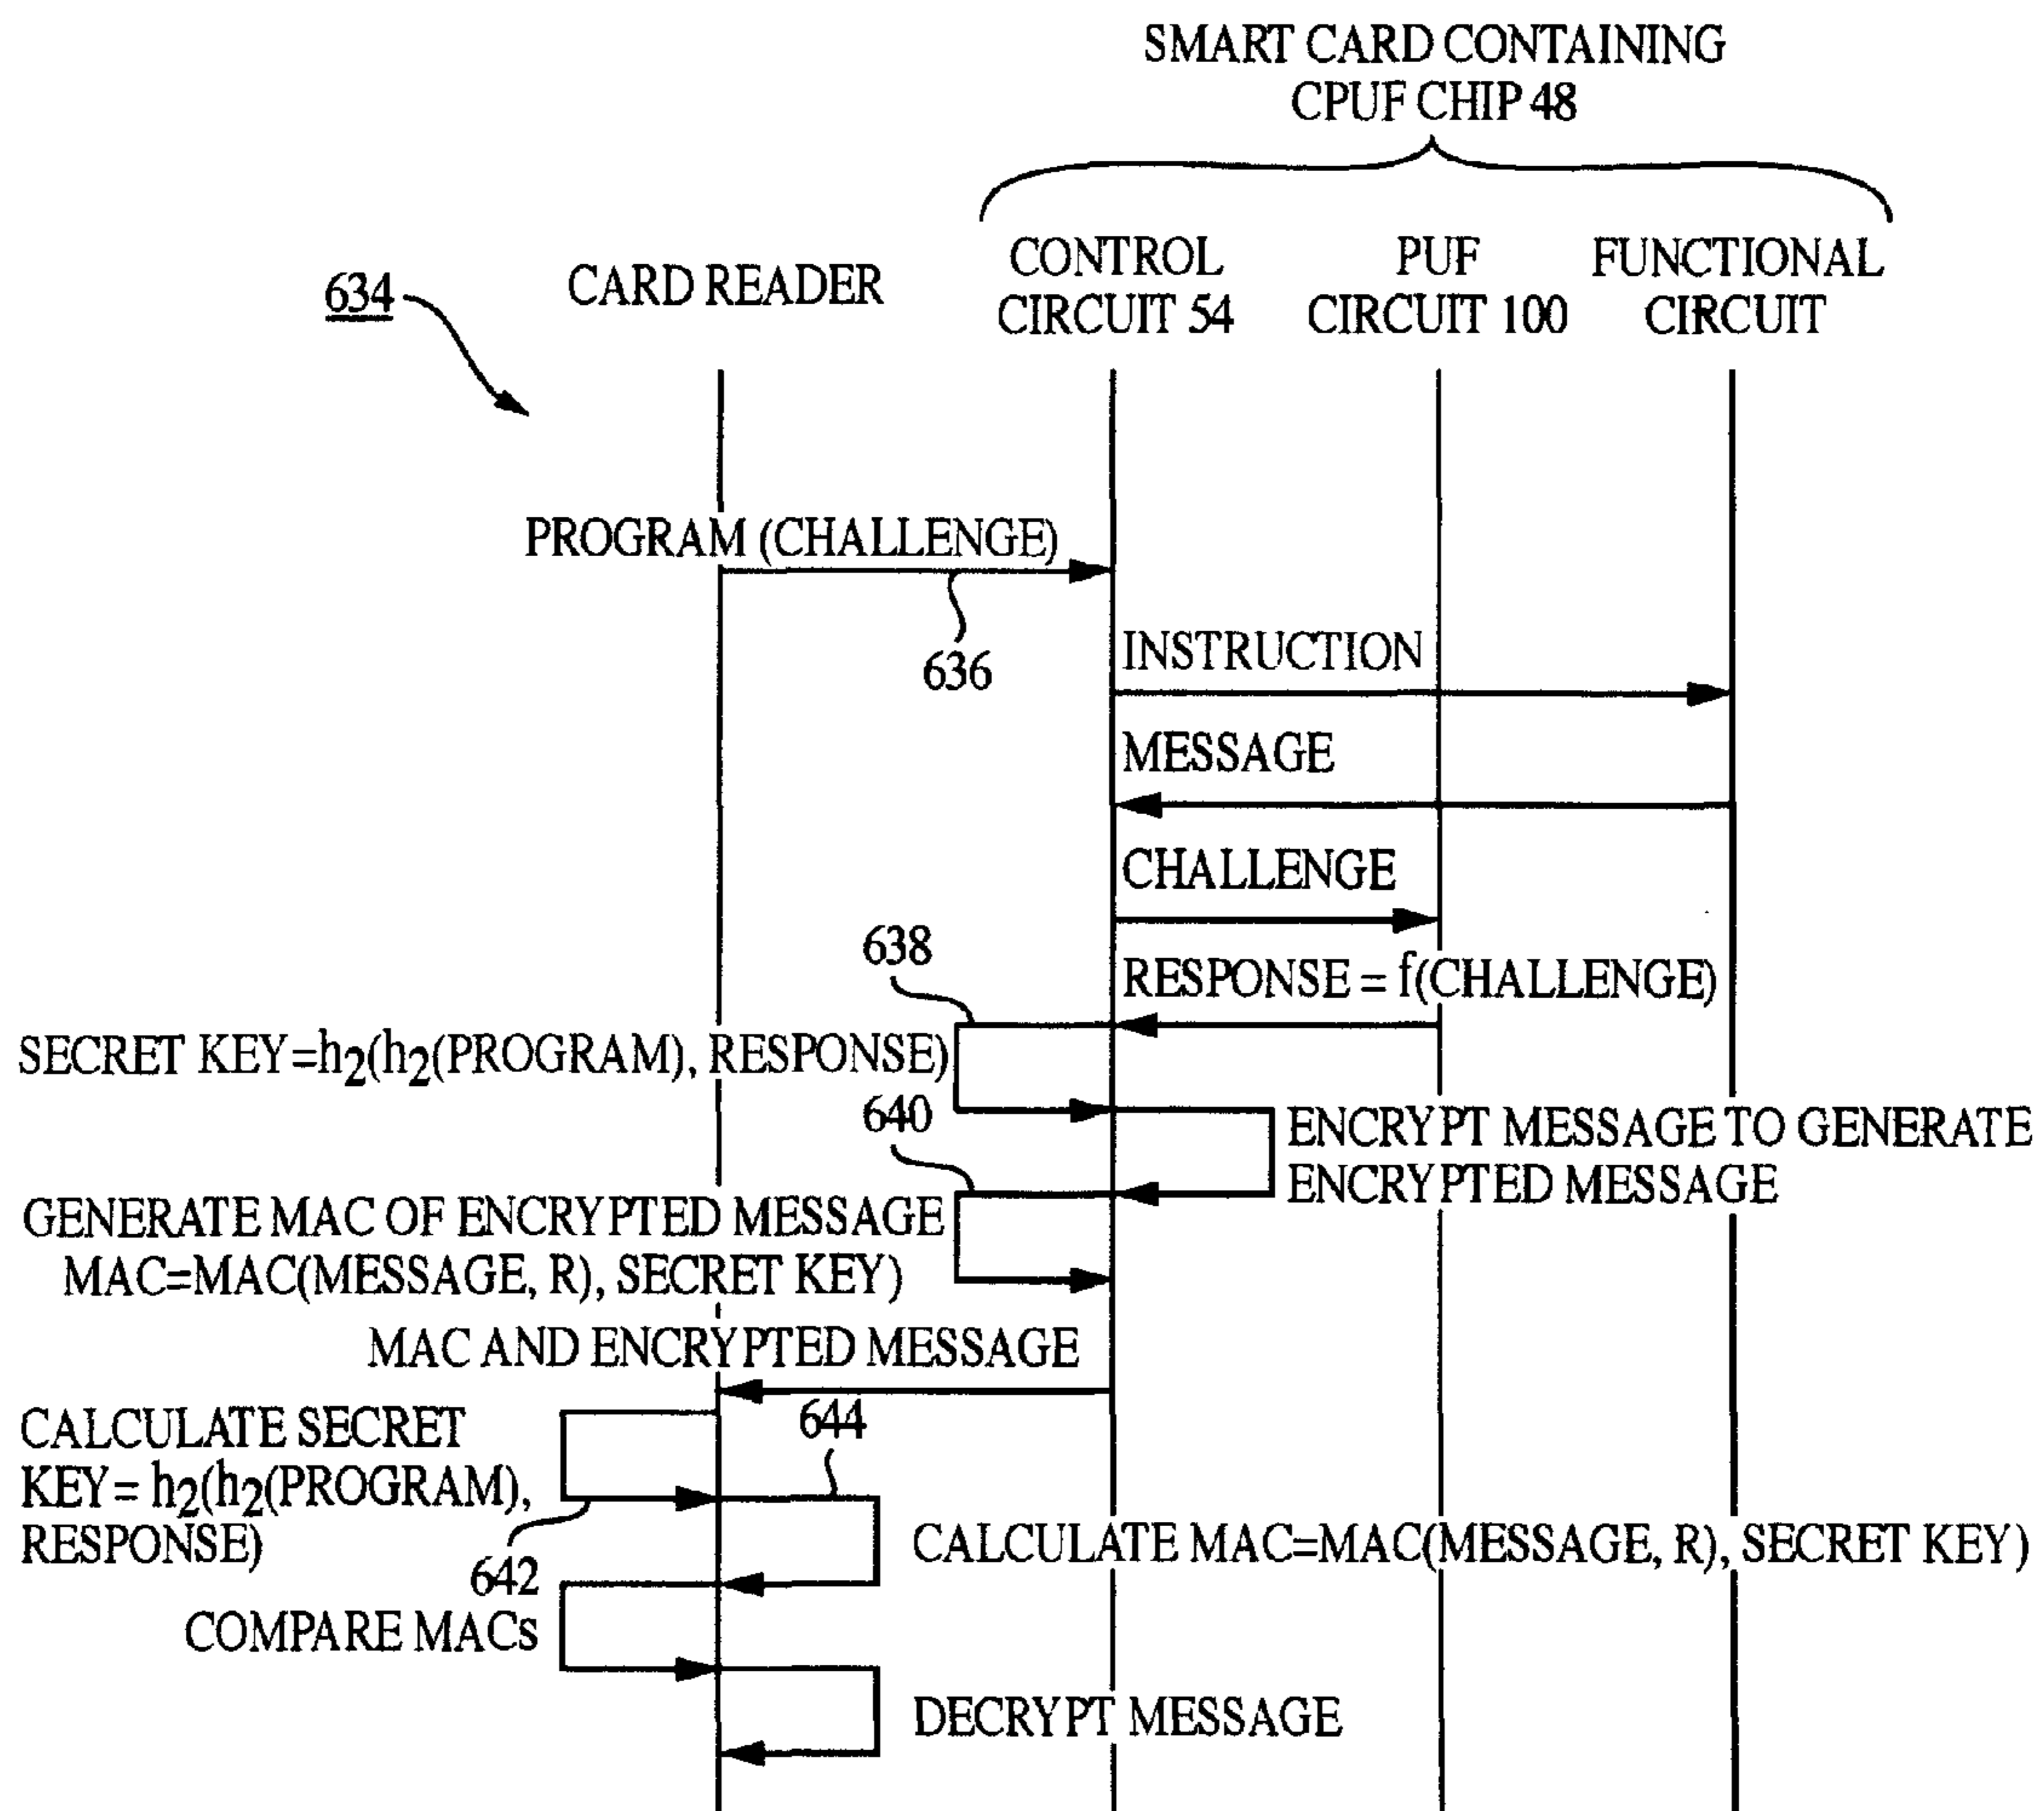 SMART CARD CONTAINING
CPUF CHIP 48
634
CARD READER
CONTROL
CIRCUIT 54
PUF
CIRCUIT 100
FUNCTIONAL
CIRCUIT
PROGRAM (CHALLENGE)
636
INSTRUCTION
MESSAGE
CHALLENGE
638
RESPONSE = f(CHALLENGE)
SECRET KEY=h2(h2(PROGRAM), RESPONSE)
640
ENCRYPT MESSAGE TO GENERATE
ENCRYPTED MESSAGE
GENERATE MAC OF ENCRYPTED MESSAGE
MAC=MAC(MESSAGE, R), SECRET KEY)
MAC AND ENCRYPTED MESSAGE
644
CALCULATE SECRET
KEY= h2(h2(PROGRAM),
RESPONSE)
642
CALCULATE MAC=MAC(MESSAGE, R), SECRET KEY)
COMPARE MACs
DECRYPT MESSAGE